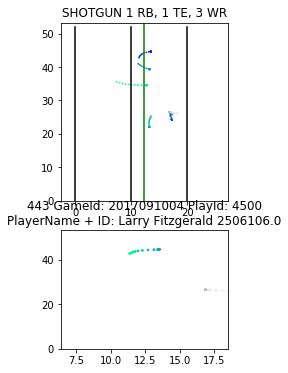 SHOTGUN 1 RB, 1 TE, 3 WR
50
40
30
20
10
0
0 10 20
443 GameId: 2017091004 PlayId: 4500
PlayerName + ID: Larry Fitzgerald 2506106.0
40
20
0
7.5 10.0 12.5 15.0 17.5